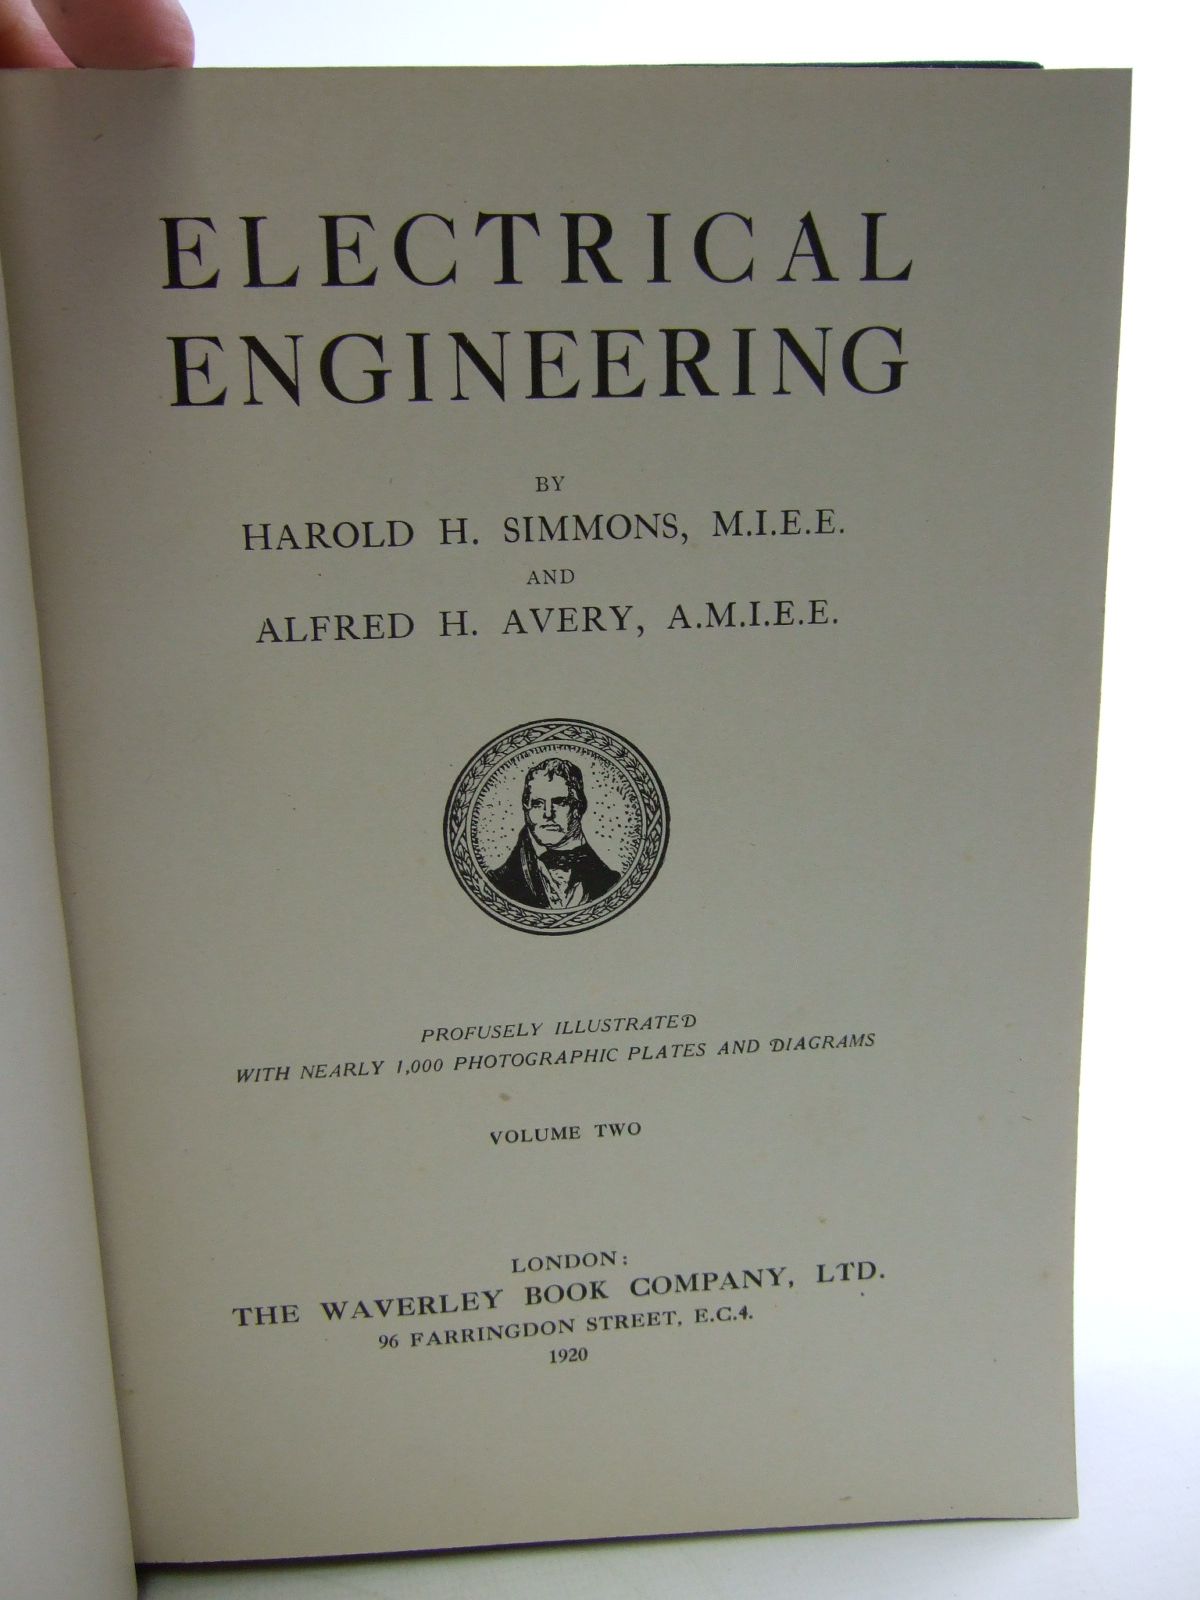 ELECTRICAL
ENGINEERING
BY
HAROLD H. SIMMONS, M.I.E.E.
AND
ALFRED H. AVERY, A.M.I.E.E.
PROFUSELY ILLUSTRATED
WITH NEARLY 1,000 PHOTOGRAPHIC PLATES AND DIAGRAMS
VOLUME TWO
LONDON:
THE WAVERLEY BOOK COMPANY, LTD.
96 FARRINGDON STREET, E.C.4.
1920